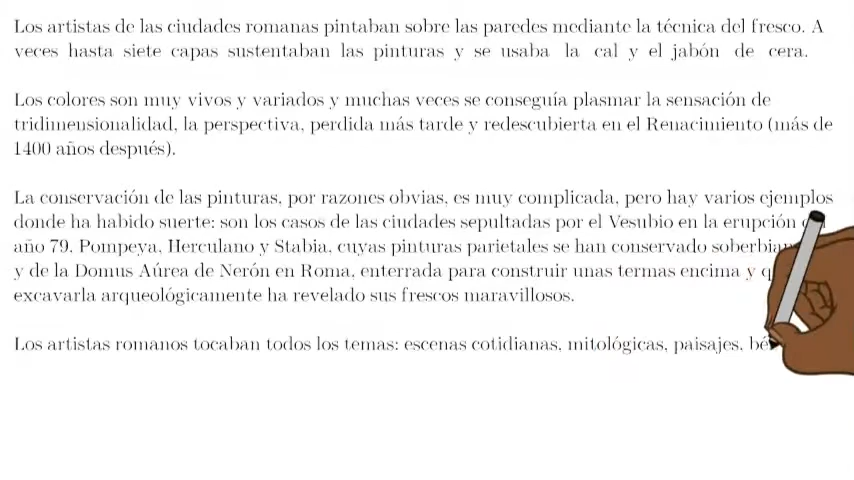 Los artistas de las ciudades romanas pintaban sobre las paredes mediante la técnica del fresco. A
veces hasta siete capas sustentaban las pinturas y se usaba la cal y el jabón de cera.
Los colores son muy vivos y variados y muchas veces se conseguía plasmar la sensación de
tridimensionalidad, la perspectiva, perdida más tarde y redescubierta en el Renacimiento (más de
1400 años después).
La conservación de las pinturas, por razones obvias, es muy complicada, pero hay varios ejemplos
donde ha habido suerte: son los casos de las ciudades sepultadas por el Vesubio en la erupción
año 79. Pompeya, Herculano y Stabia, cuyas pinturas parietales se han conservado
y de la Domus Aúrea de Nerón en Roma, enterrada para construir unas termas encima y
excavarla arqueológicamente ha revelado sus frescos maravillosos.
Los artistas romanos tocaban todos los temas: escenas cotidianas, mitológicas, paisajes,